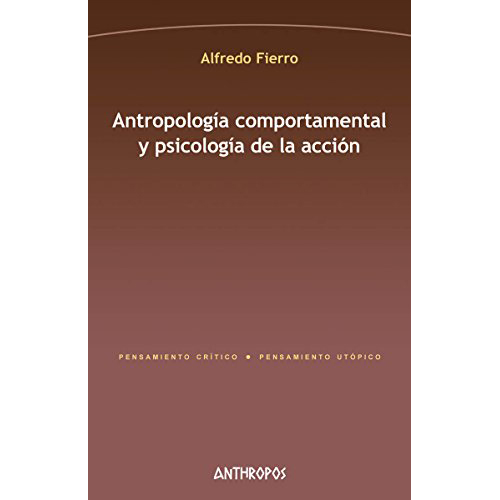 Alfredo Fierro
Antropología comportamental
y psicología de la acción
PENSAMIENTO CRÍTICO ● PENSAMIENTO UTÓPICO
ANTHROPOS